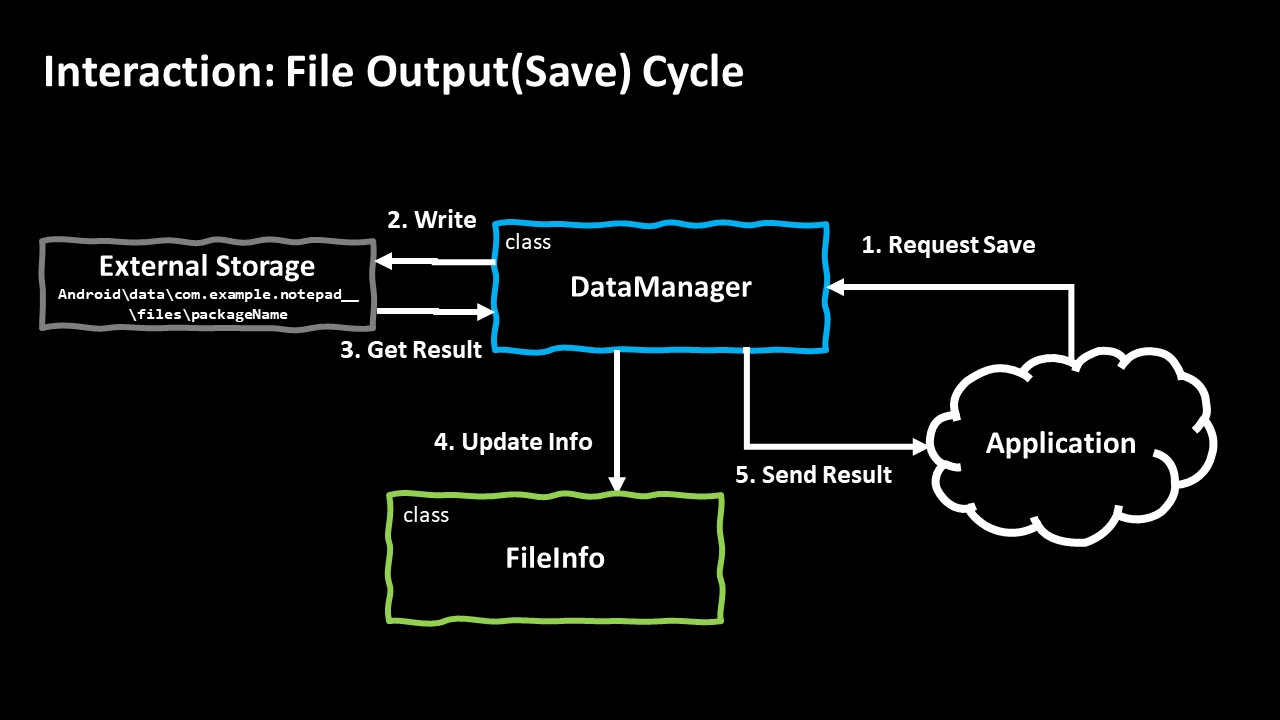 Interaction: File Output(Save) Cycle
2. Write
class
1. Request Save
External Storage
DataManager
Android\data\com.example.notepad__
\files\packageName
3. Get Result
4. Update Info
Application
5. Send Result
class
FileInfo